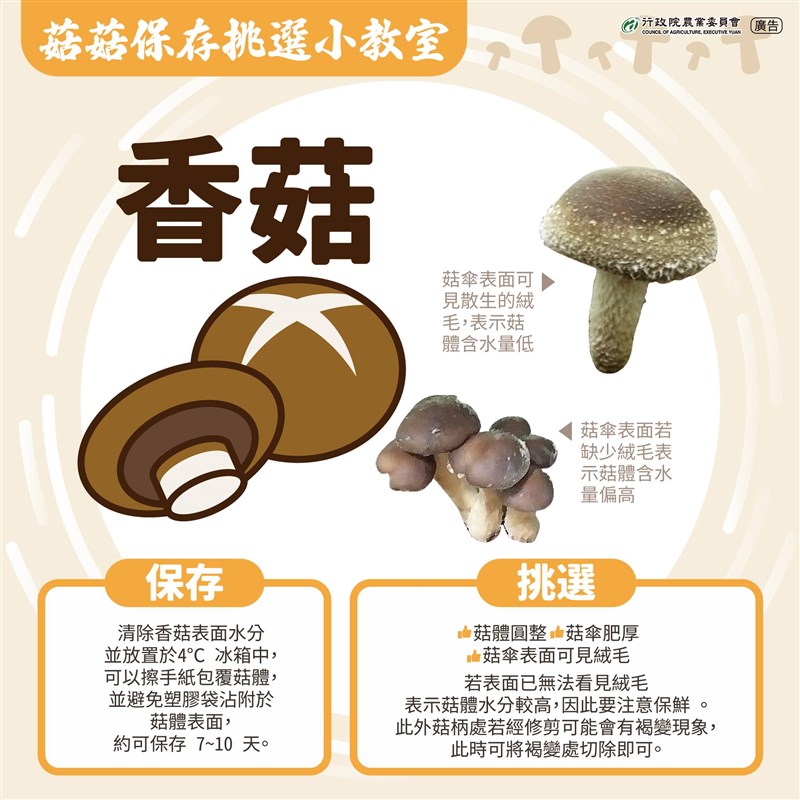 菇菇保存挑選小教室
行政院農業委員會
COUNCIL OF AGRICULTURE, EXECUTIVE YUAN
廣告
香菇
菇傘表面可
見散生的絨
毛,表示菇
體含水量低
菇傘表面若
缺少絨毛表
示菇體含水
量偏高
保存
清除香菇表面水分
並放置於4°C 冰箱中,
可以擦手紙包覆菇體,
並避免塑膠袋沾附於
菇體表面,
約可保存 7~10 天。
挑選
菇體圓整 菇傘肥厚
菇傘表面可見絨毛
若表面已無法看見絨毛
表示菇體水分較高,因此要注意保鮮 。
此外菇柄處若經修剪可能會有褐變現象,
此時可將褐變處切除即可。